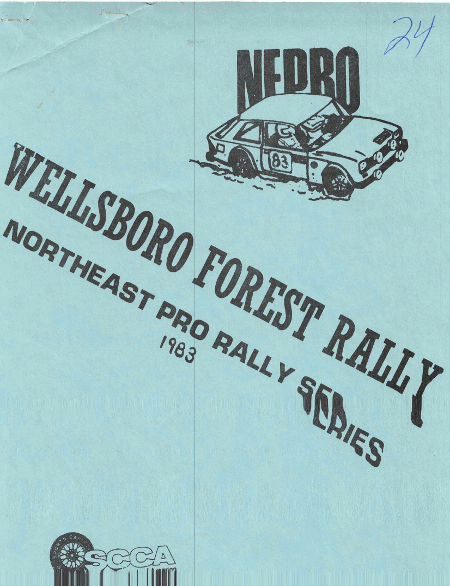 24
NEPRO
83
WELLSBORO FOREST RALLY
NORTHEAST PRO RALLY SERIES
1983
SCCA